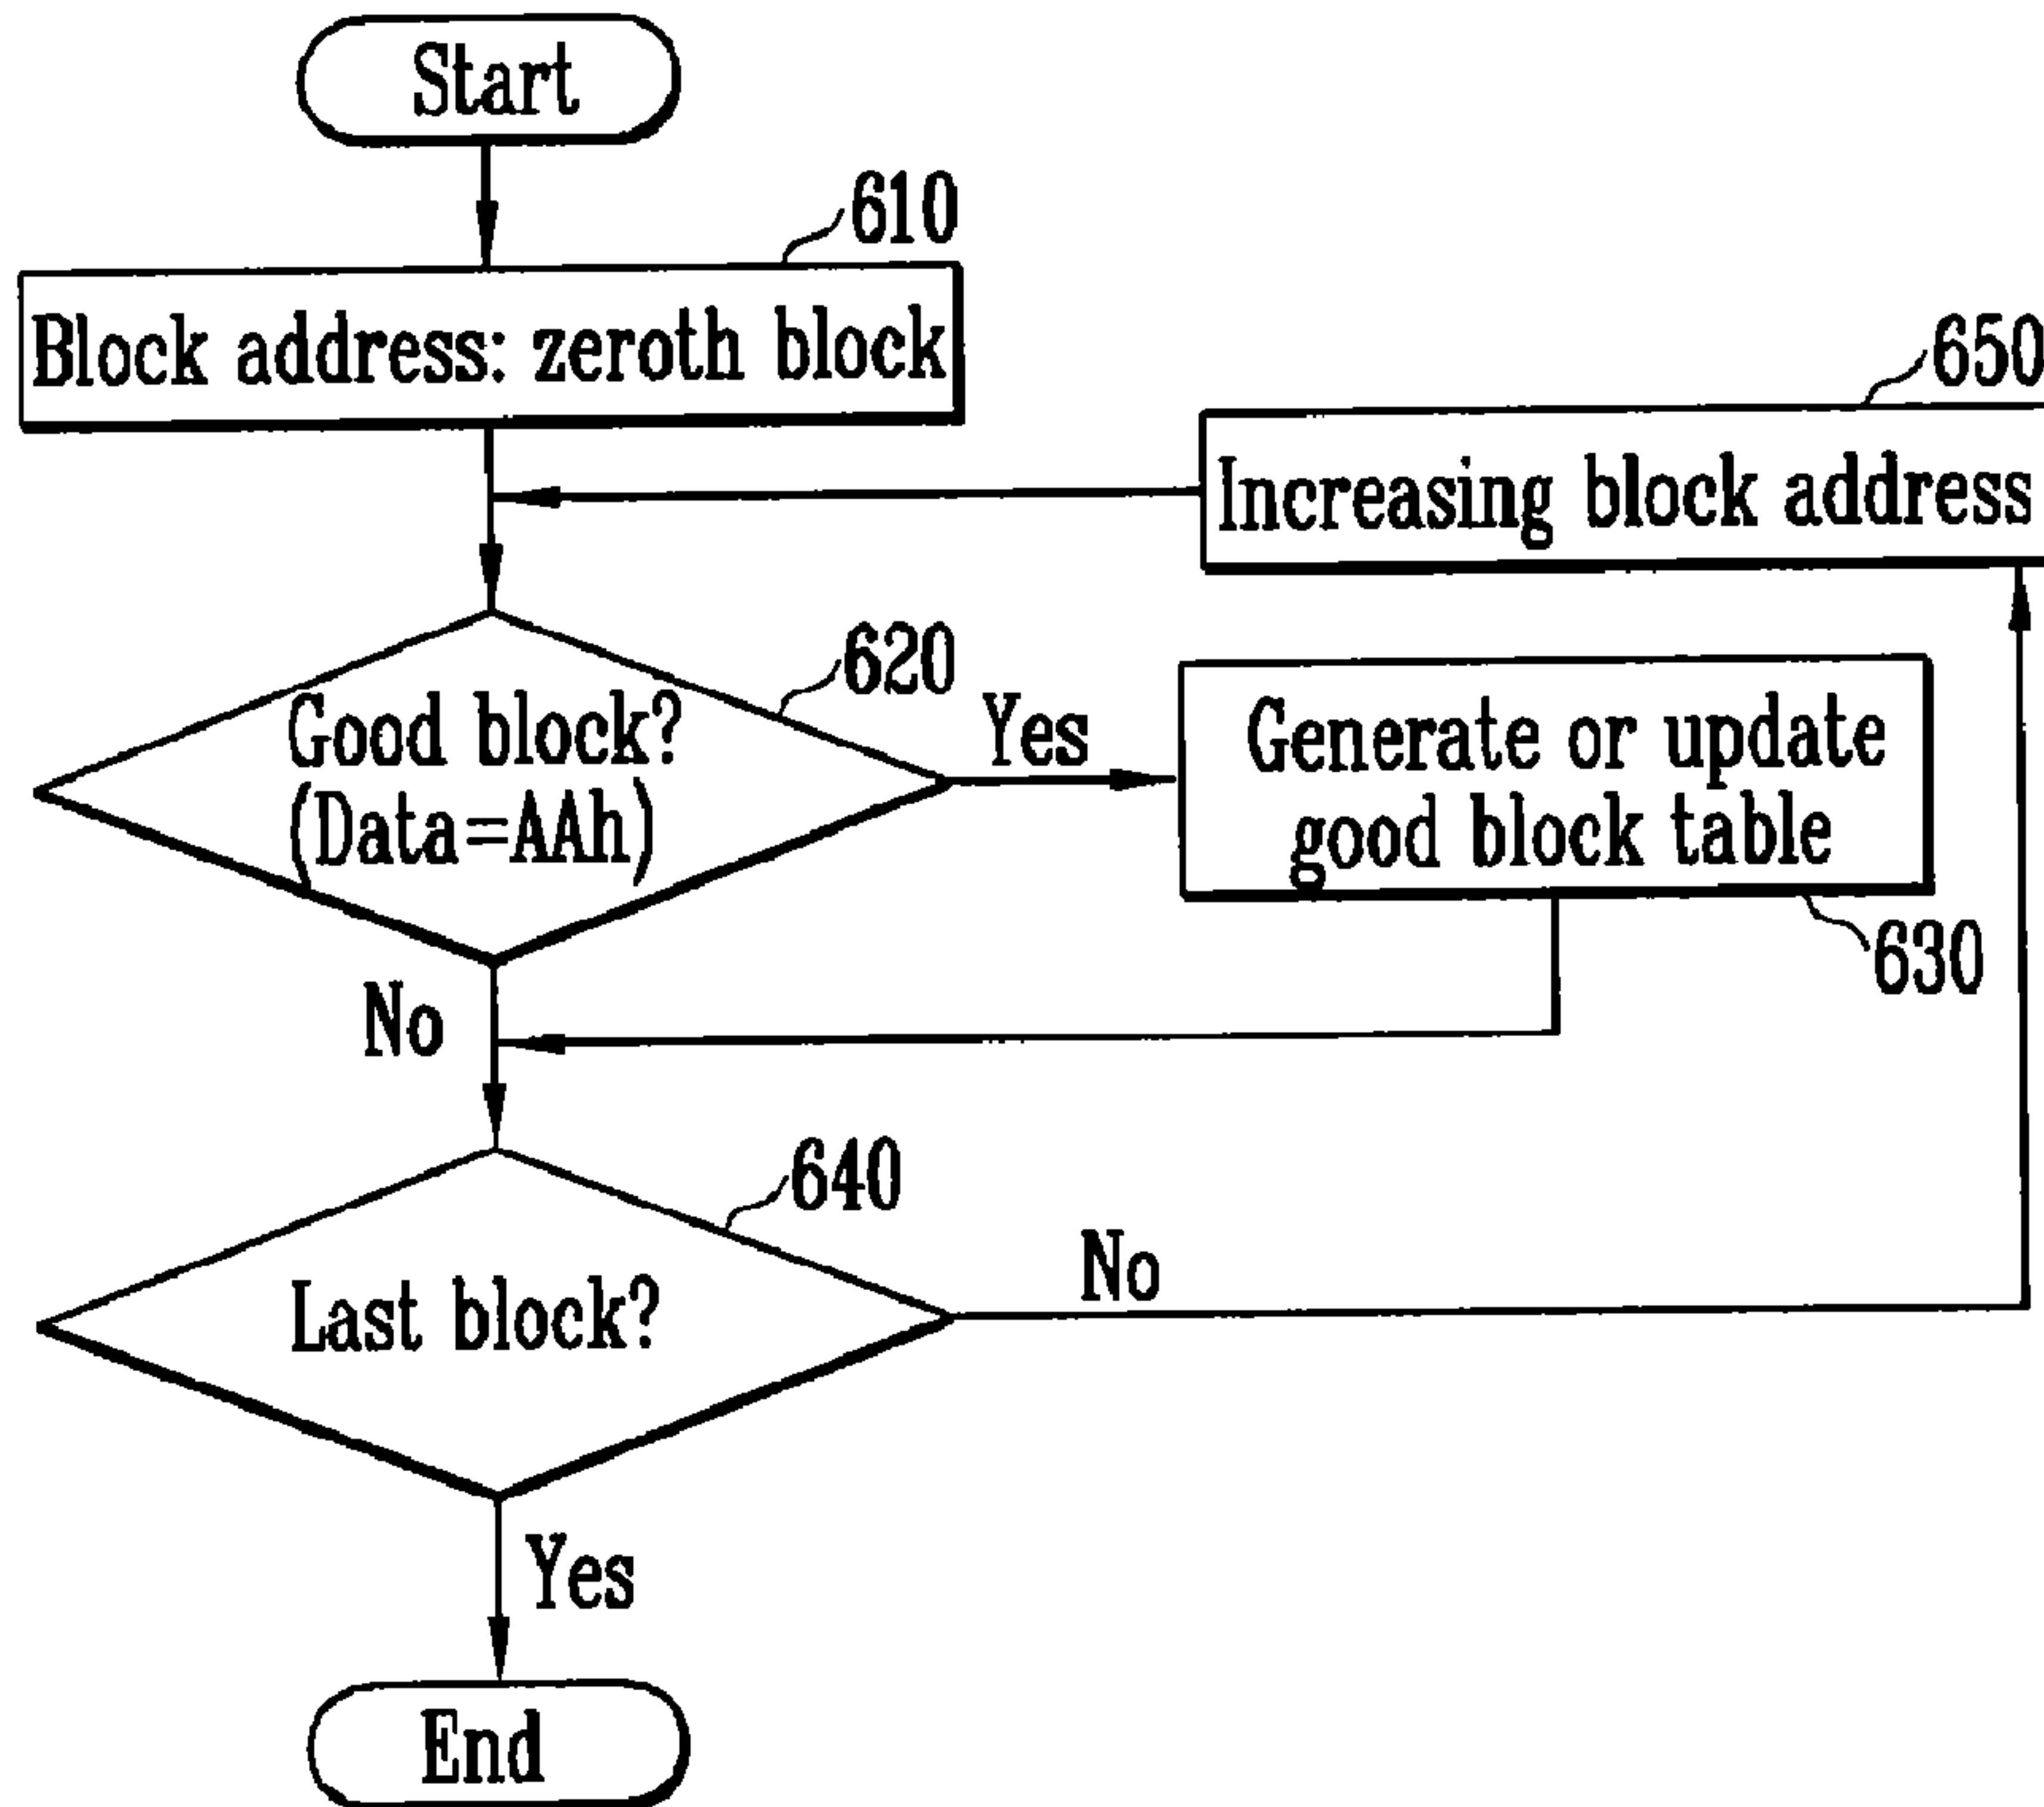 Start
610
Block address: zeroth block
650
Increasing block address
620
Good block?
(Data=AAh)
Yes
Generate or update
good block table
630
No
640
Last block?
No
Yes
End